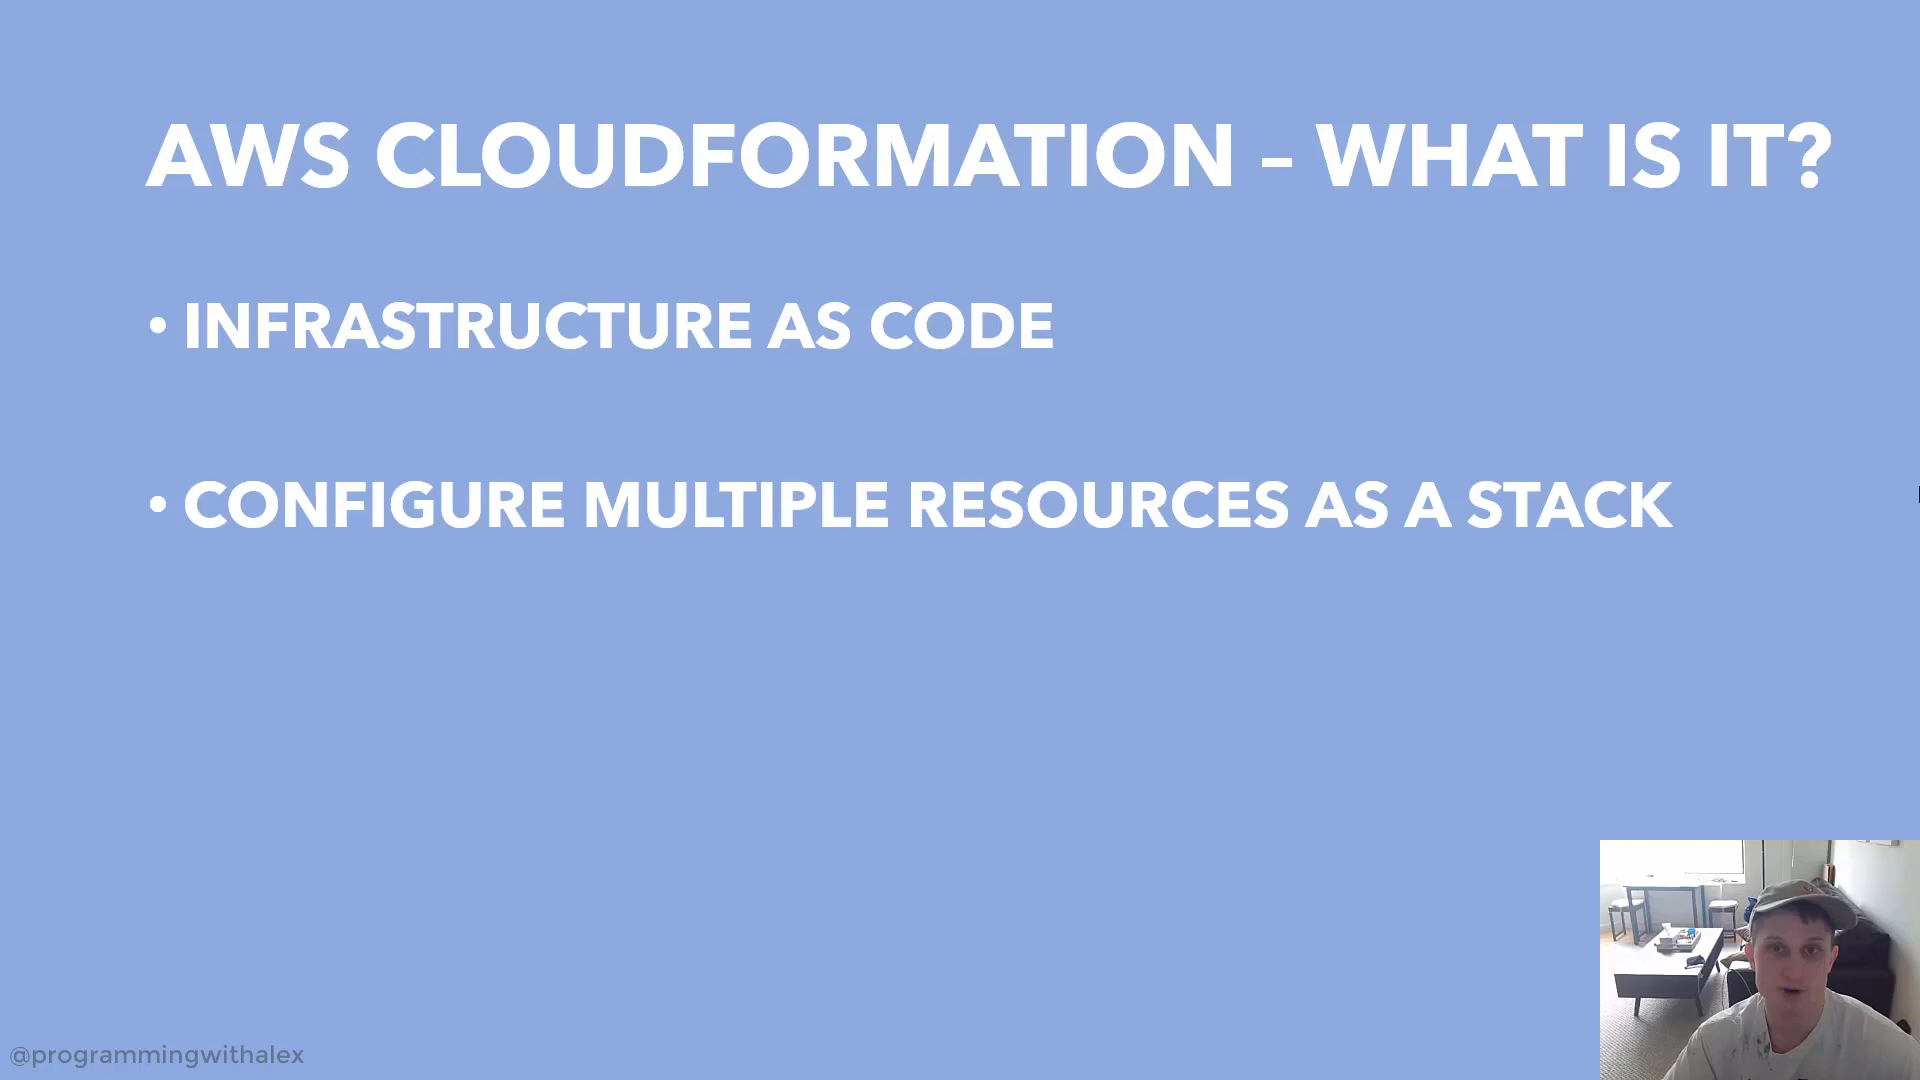 AWS CLOUDFORMATION – WHAT IS IT?
• INFRASTRUCTURE AS CODE
• CONFIGURE MULTIPLE RESOURCES AS A STACK
@programmingwithalex